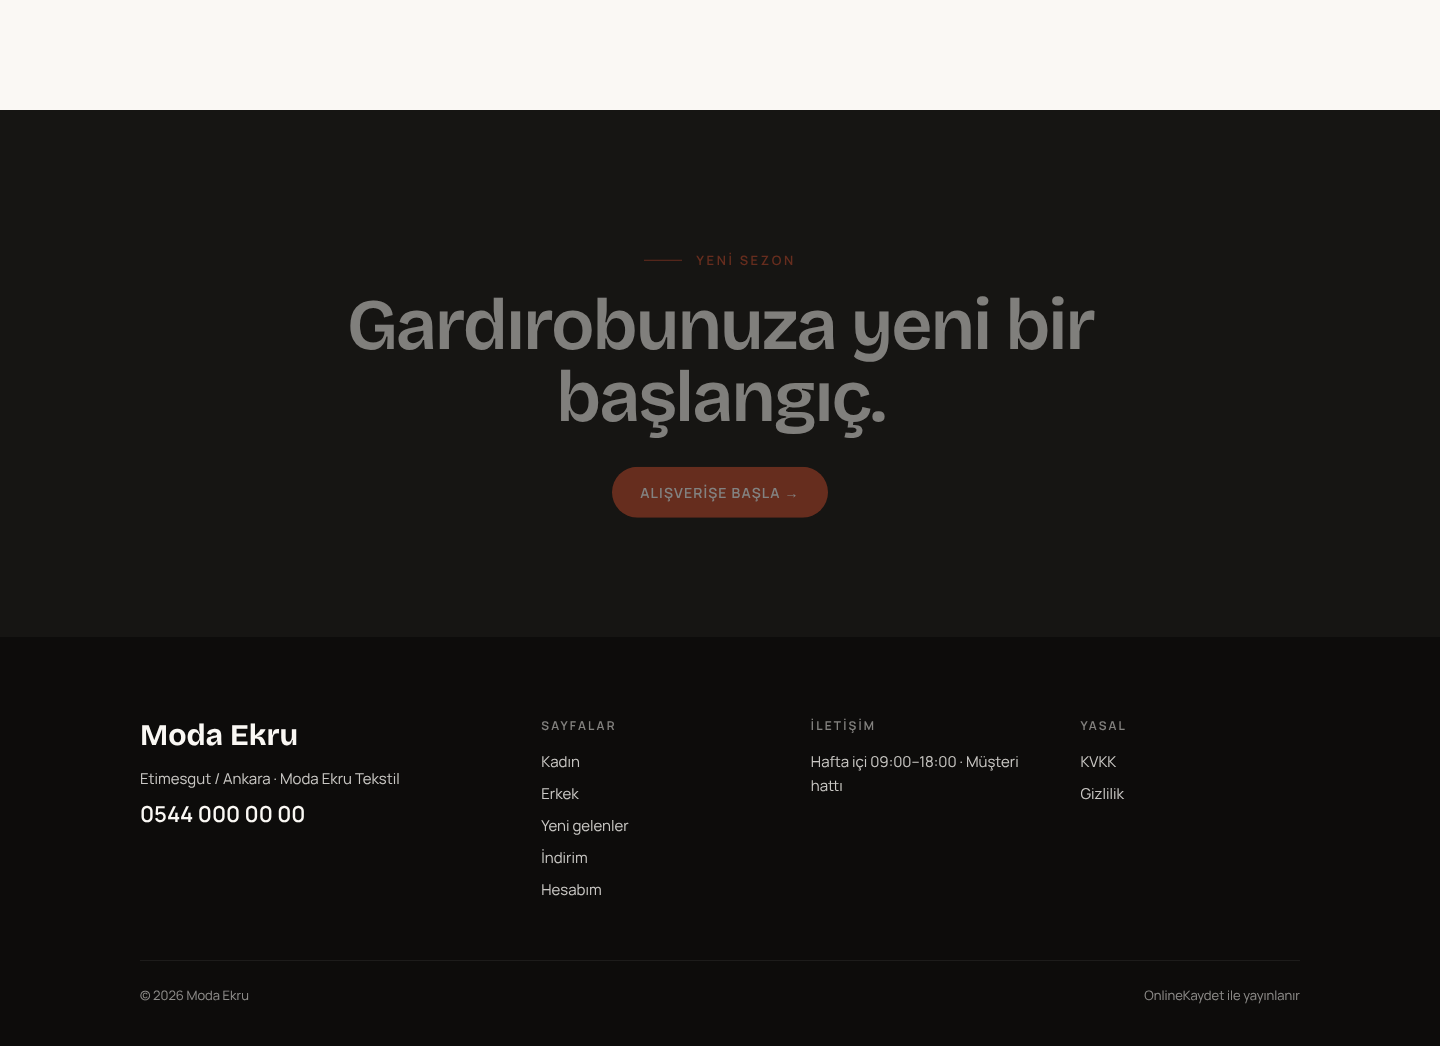 YENİ SEZON
Gardırobunuza yeni bir
başlangıç.
ALIŞVERİŞE BAŞLA →
Moda Ekru
Etimesgut / Ankara · Moda Ekru Tekstil
0544 000 00 00
SAYFALAR
Kadın
Erkek
Yeni gelenler
İndirim
Hesabım
İLETİŞİM
Hafta içi 09:00–18:00 · Müşteri
hattı
YASAL
KVKK
Gizlilik
© 2026 Moda Ekru
OnlineKaydet ile yayınlanır